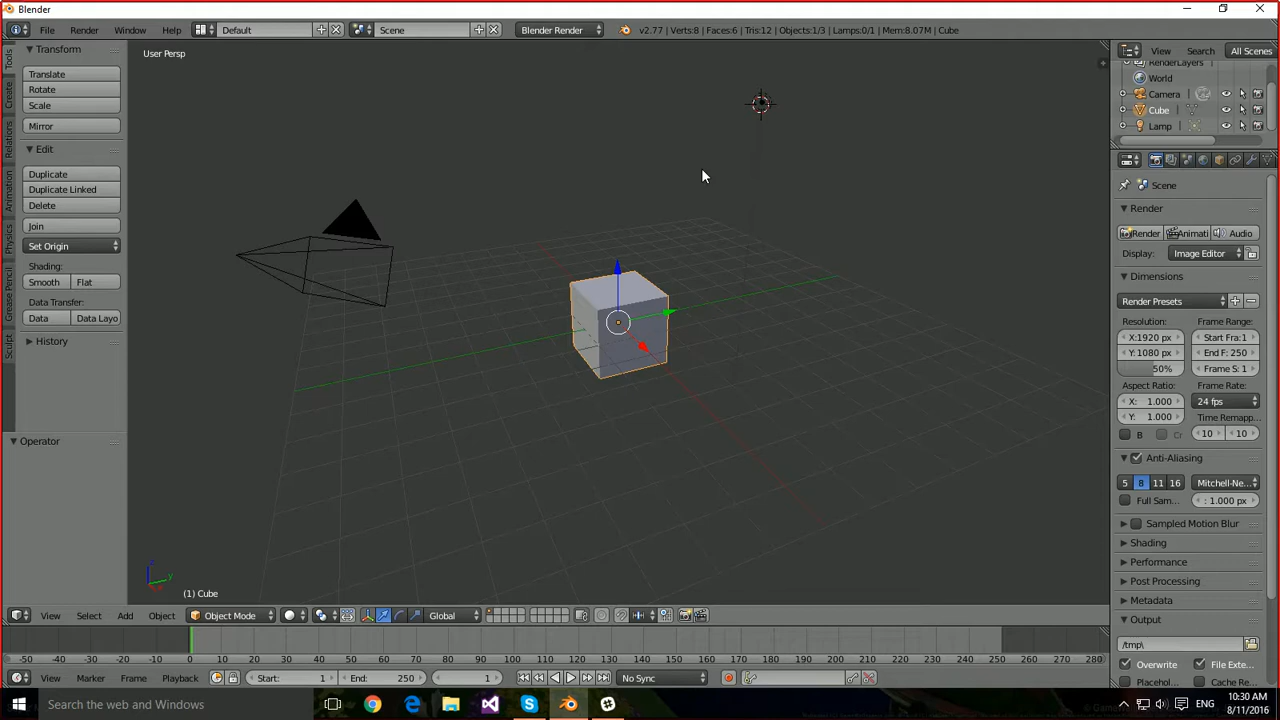 Blender
File Render Window Help Default Scene Blender Render v2.77 | Verts:8 | Faces:6 | Tris:12 | Objects:1/3 | Lamps:0/1 | Mem:8.07M | Cube
Tools
Create
Relations
Animation
Physics
Grease Pencil
Sculpt
Transform
Translate
Rotate
Scale
Mirror
Edit
Duplicate
Duplicate Linked
Delete
Join
Set Origin
Shading:
Smooth Flat
Data Transfer:
Data Data Layo
History
Operator
User Persp
(1) Cube
View Search All Scenes
RenderLayers
World
Camera
Cube
Lamp
Scene
Render
Render Animati Audio
Display: Image Editor
Dimensions
Render Presets
Resolution: Frame Range:
X:1920 px Start Fra:1
Y:1080 px End F: 250
50% Frame S: 1
Aspect Ratio: Frame Rate:
X: 1.000 24 fps
Y: 1.000 Time Remapp...
B Cr 10 10
Anti-Aliasing
5 8 11 16 Mitchell-Ne...
Full Sam... : 1.000 px
Sampled Motion Blur
Shading
Performance
Post Processing
Metadata
Output
/tmp\
Overwrite File Exte...
Placehol... Cache Re...
View Select Add Object Object Mode Global
-50 -40 -30 -20 -10 0 10 20 30 40 50 60 70 80 90 100 110 120 130 140 150 160 170 180 190 200 210 220 230 240 250 260 270 280
View Marker Frame Playback Start: 1 End: 250 1 No Sync
Search the web and Windows
ENG
10:30 AM
8/11/2016